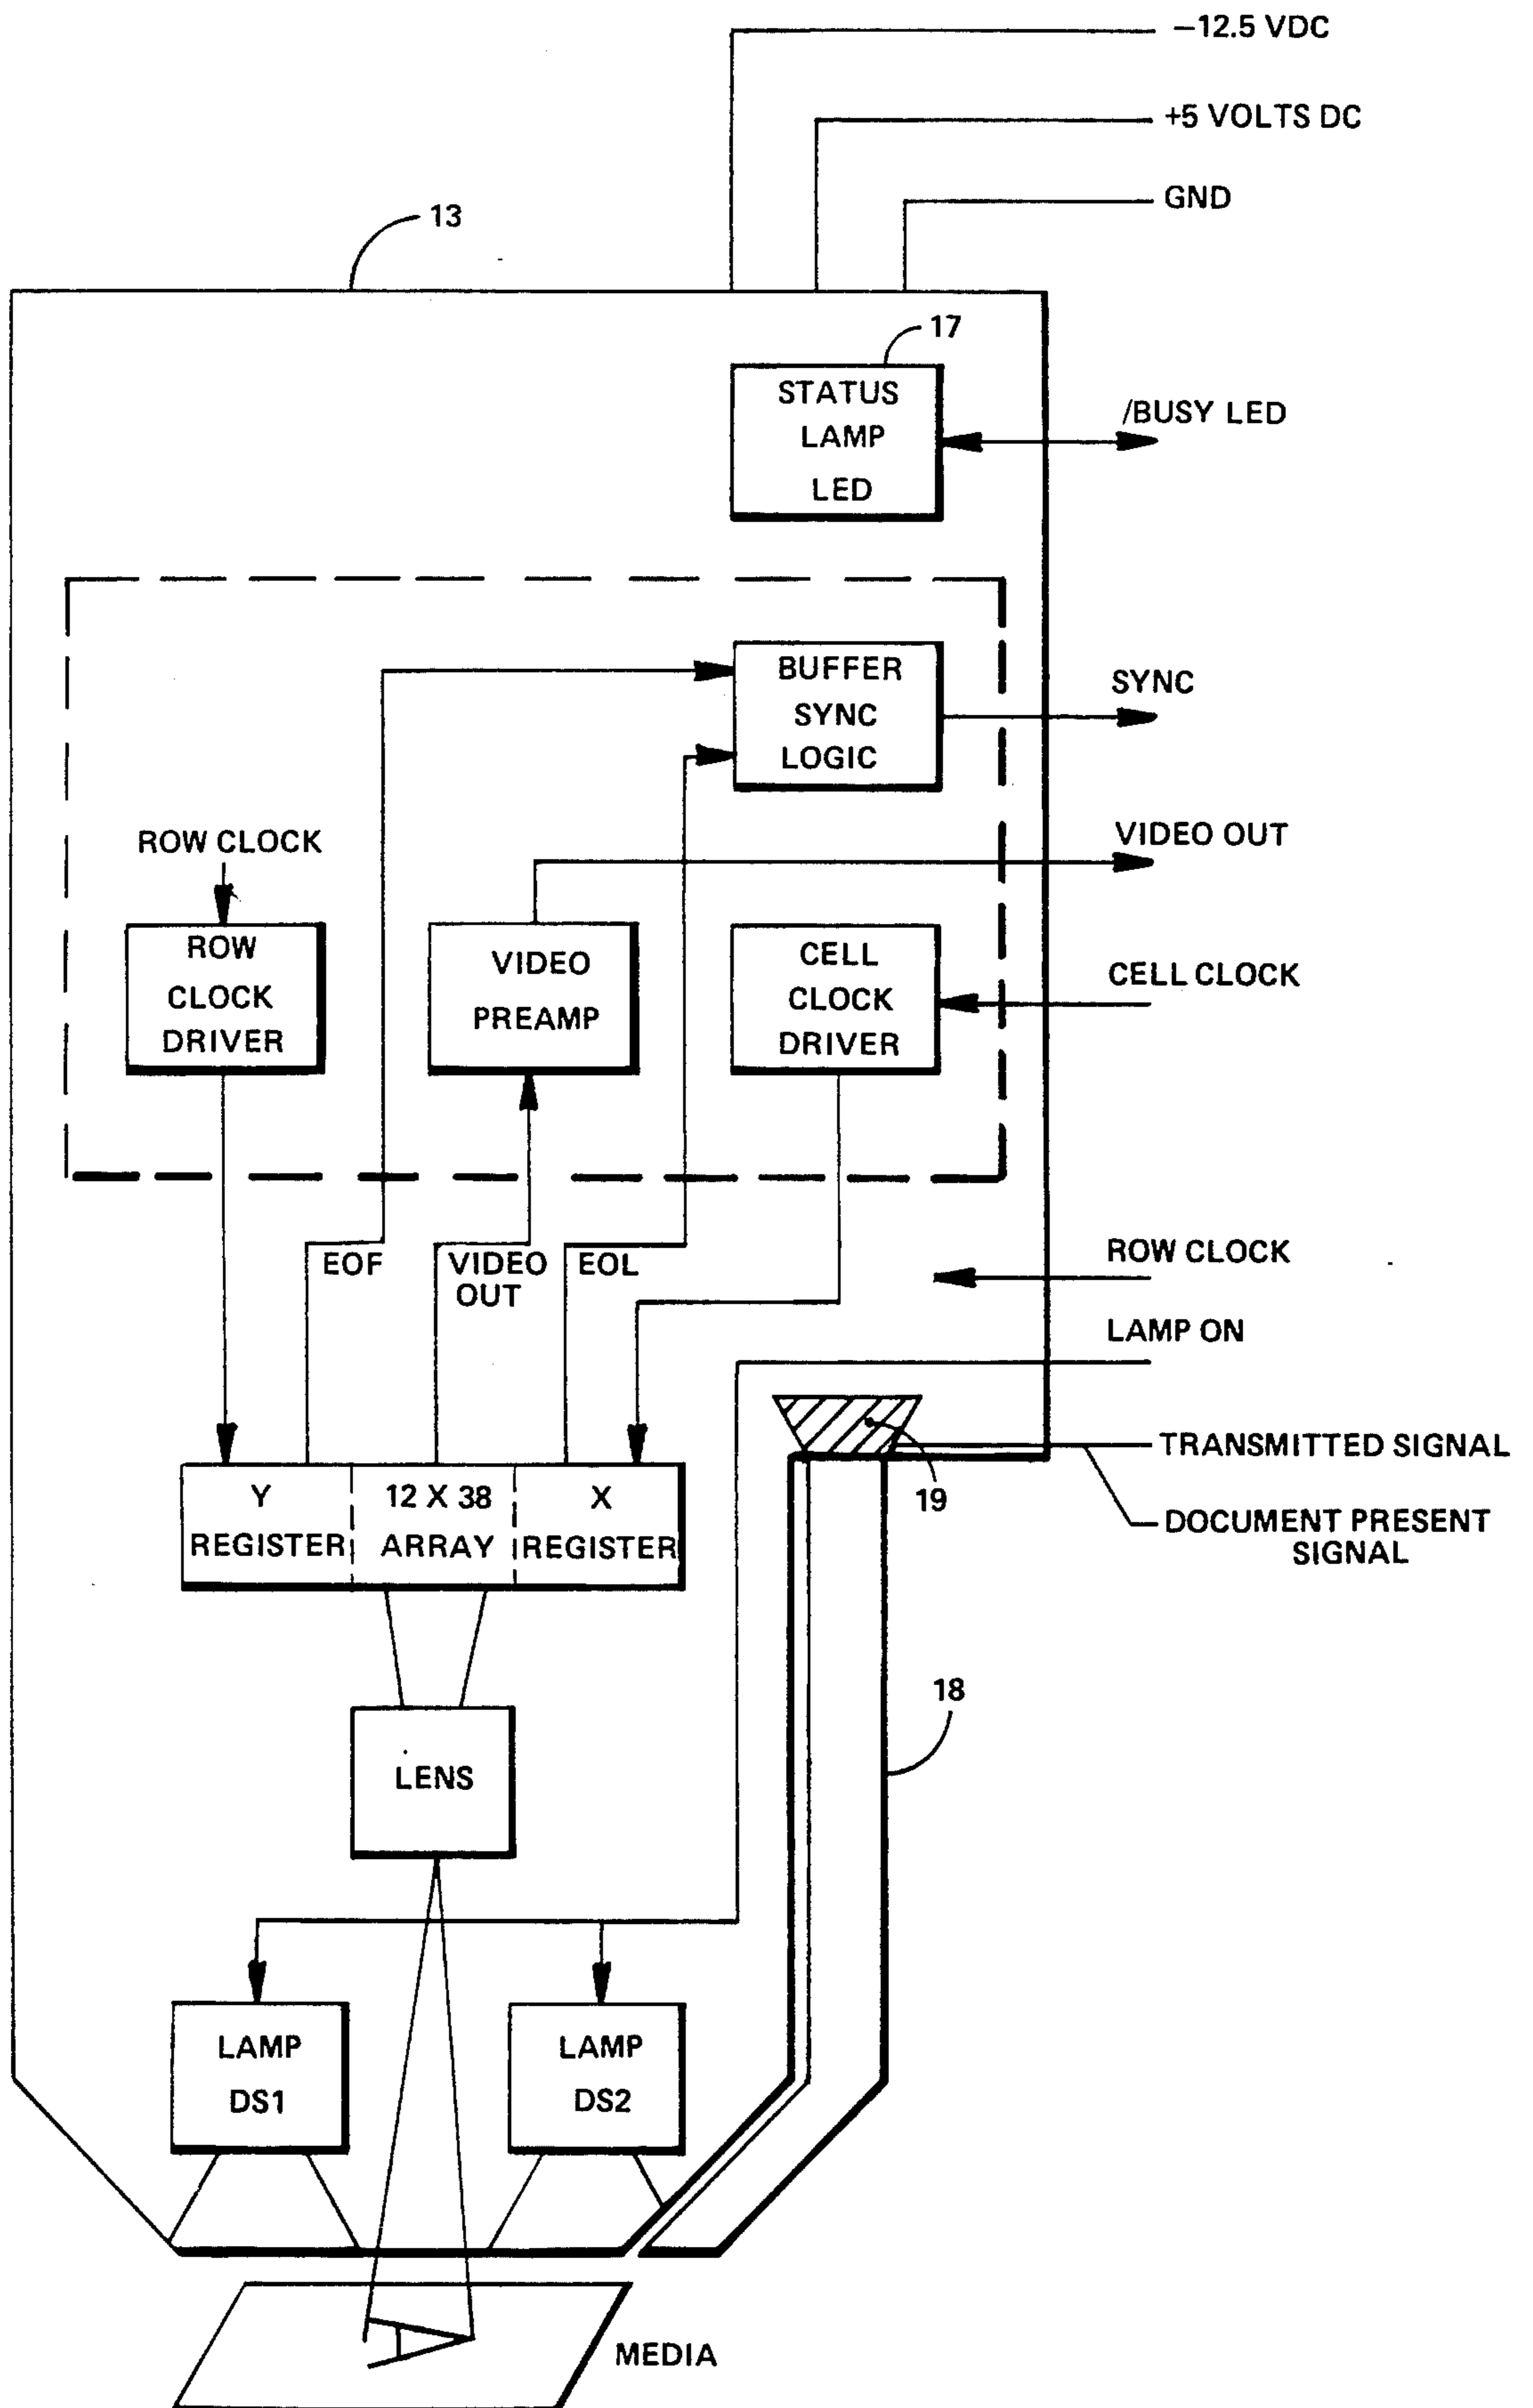 −12.5 VDC
+5 VOLTS DC
GND
13
17
STATUS
LAMP
LED
/BUSY LED
BUFFER
SYNC
LOGIC
SYNC
VIDEO OUT
ROW CLOCK
ROW
CLOCK
DRIVER
VIDEO
PREAMP
CELL
CLOCK
DRIVER
CELL CLOCK
EOF
VIDEO
OUT
EOL
ROW CLOCK
LAMP ON
TRANSMITTED SIGNAL
19
DOCUMENT PRESENT
SIGNAL
Y
REGISTER
12 X 38
ARRAY
X
REGISTER
18
LENS
LAMP
DS1
LAMP
DS2
A
MEDIA